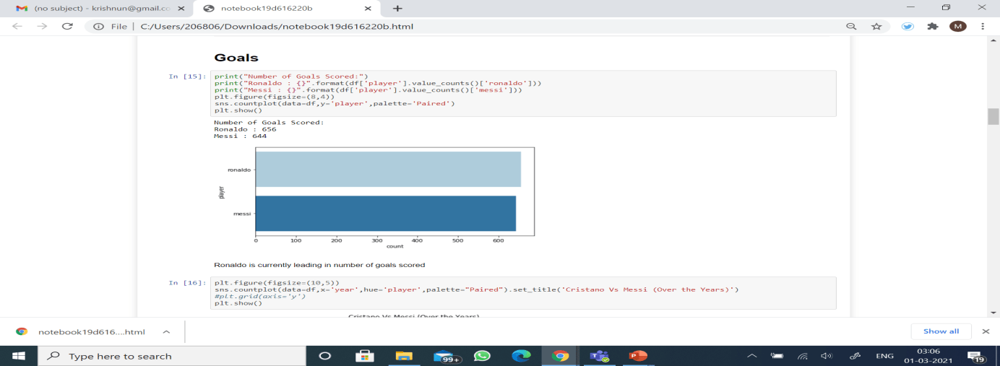 (no subject) - krishnun@gmail.co
notebook19d616220b
File | C:/Users/206806/Downloads/notebook19d616220b.html
M
Goals
In [15]:
print("Number of Goals Scored:")
print("Ronaldo : {}".format(df['player'].value_counts()['ronaldo']))
print("Messi : {}".format(df['player'].value_counts()['messi']))
plt.figure(figsize=(8,4))
sns.countplot(data=df,y='player',palette='Paired')
plt.show()
Number of Goals Scored:
Ronaldo : 656
Messi : 644
ronaldo
player
messi
0 100 200 300 400 500 600
count
Ronaldo is currently leading in number of goals scored
In [16]:
plt.figure(figsize=(10,5))
sns.countplot(data=df,x='year',hue='player',palette="Paired").set_title('Cristano Vs Messi (Over the Years)')
#plt.grid(axis='y')
plt.show()
Cristano Vs Messi (Over the Years)
notebook19d616....html
Show all
Type here to search
99+
ENG
03:06
01-03-2021
19